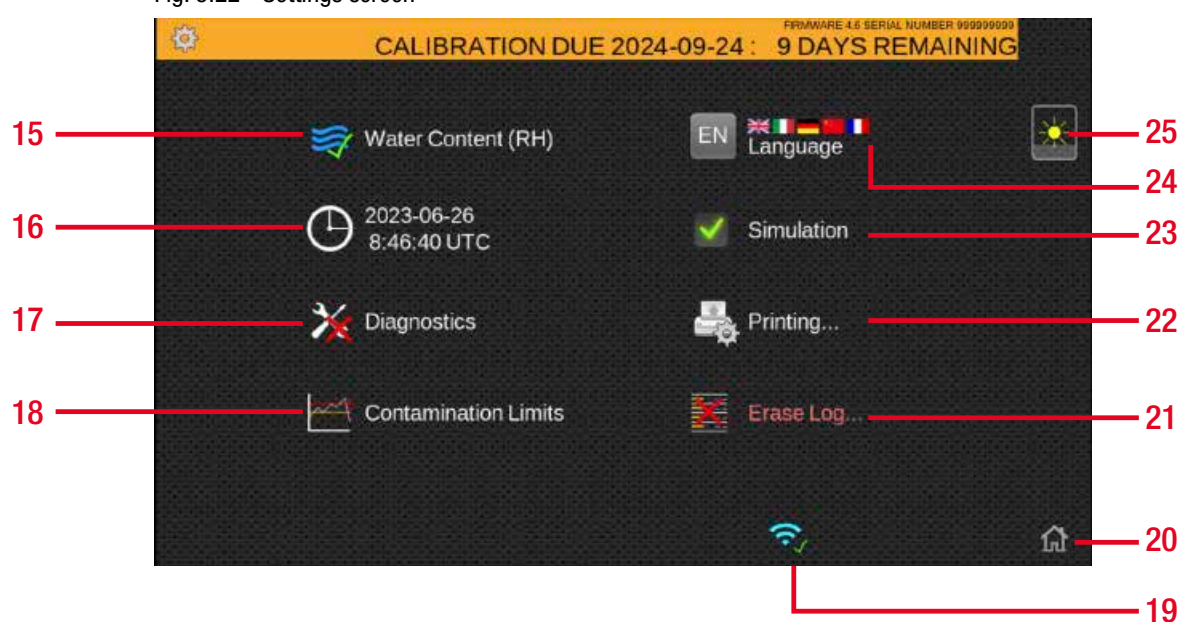 Fig. 3.22 - Settings screen
FIRMWARE 4.6 SERIAL NUMBER 999999999
CALIBRATION DUE 2024-09-24 : 9 DAYS REMAINING
15
Water Content (RH)
EN
Language
25
24
16
2023-06-26
8:46:40 UTC
Simulation
23
17
Diagnostics
Printing...
22
18
Contamination Limits
Erase Log...
21
20
19